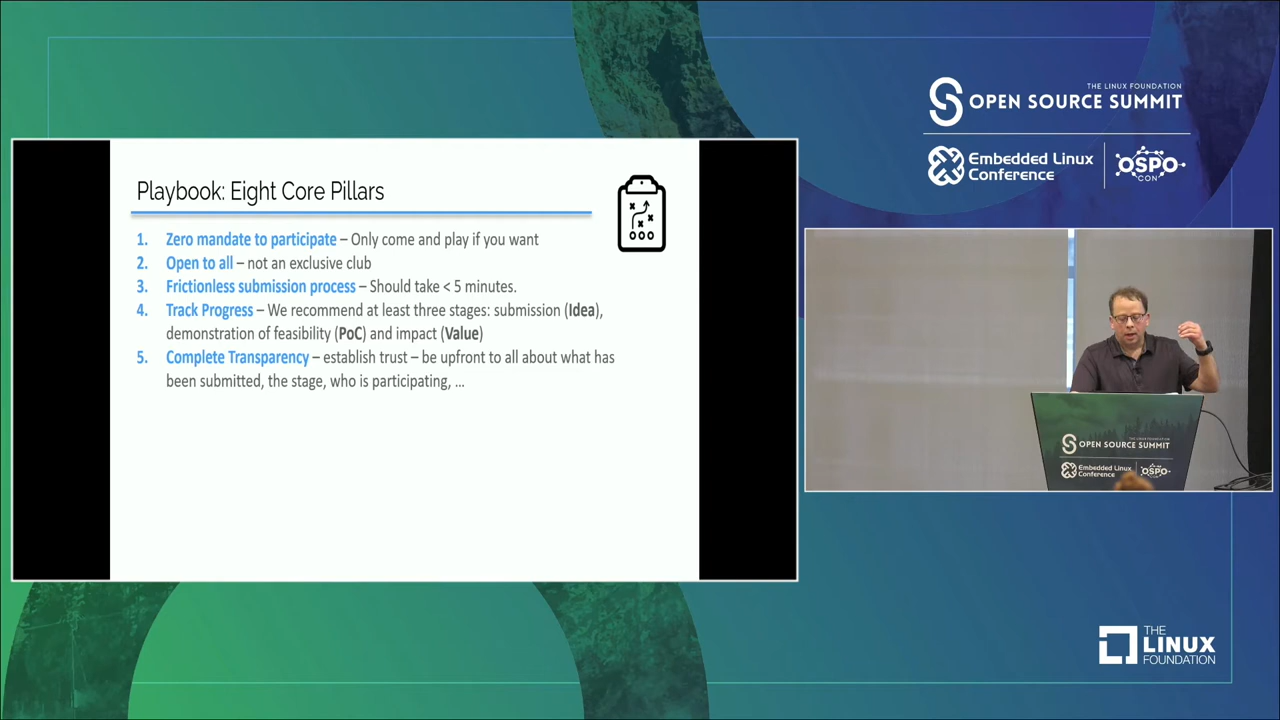 THE LINUX FOUNDATION
OPEN SOURCE SUMMIT
Embedded Linux
Conference
OSPO
CON
Playbook: Eight Core Pillars
1. Zero mandate to participate – Only come and play if you want
2. Open to all – not an exclusive club
3. Frictionless submission process – Should take < 5 minutes.
4. Track Progress – We recommend at least three stages: submission (Idea),
demonstration of feasibility (PoC) and impact (Value)
5. Complete Transparency – establish trust – be upfront to all about what has
been submitted, the stage, who is participating, ...
OPEN SOURCE SUMMIT
Embedded Linux
Conference
OSPO
THE
LINUX
FOUNDATION